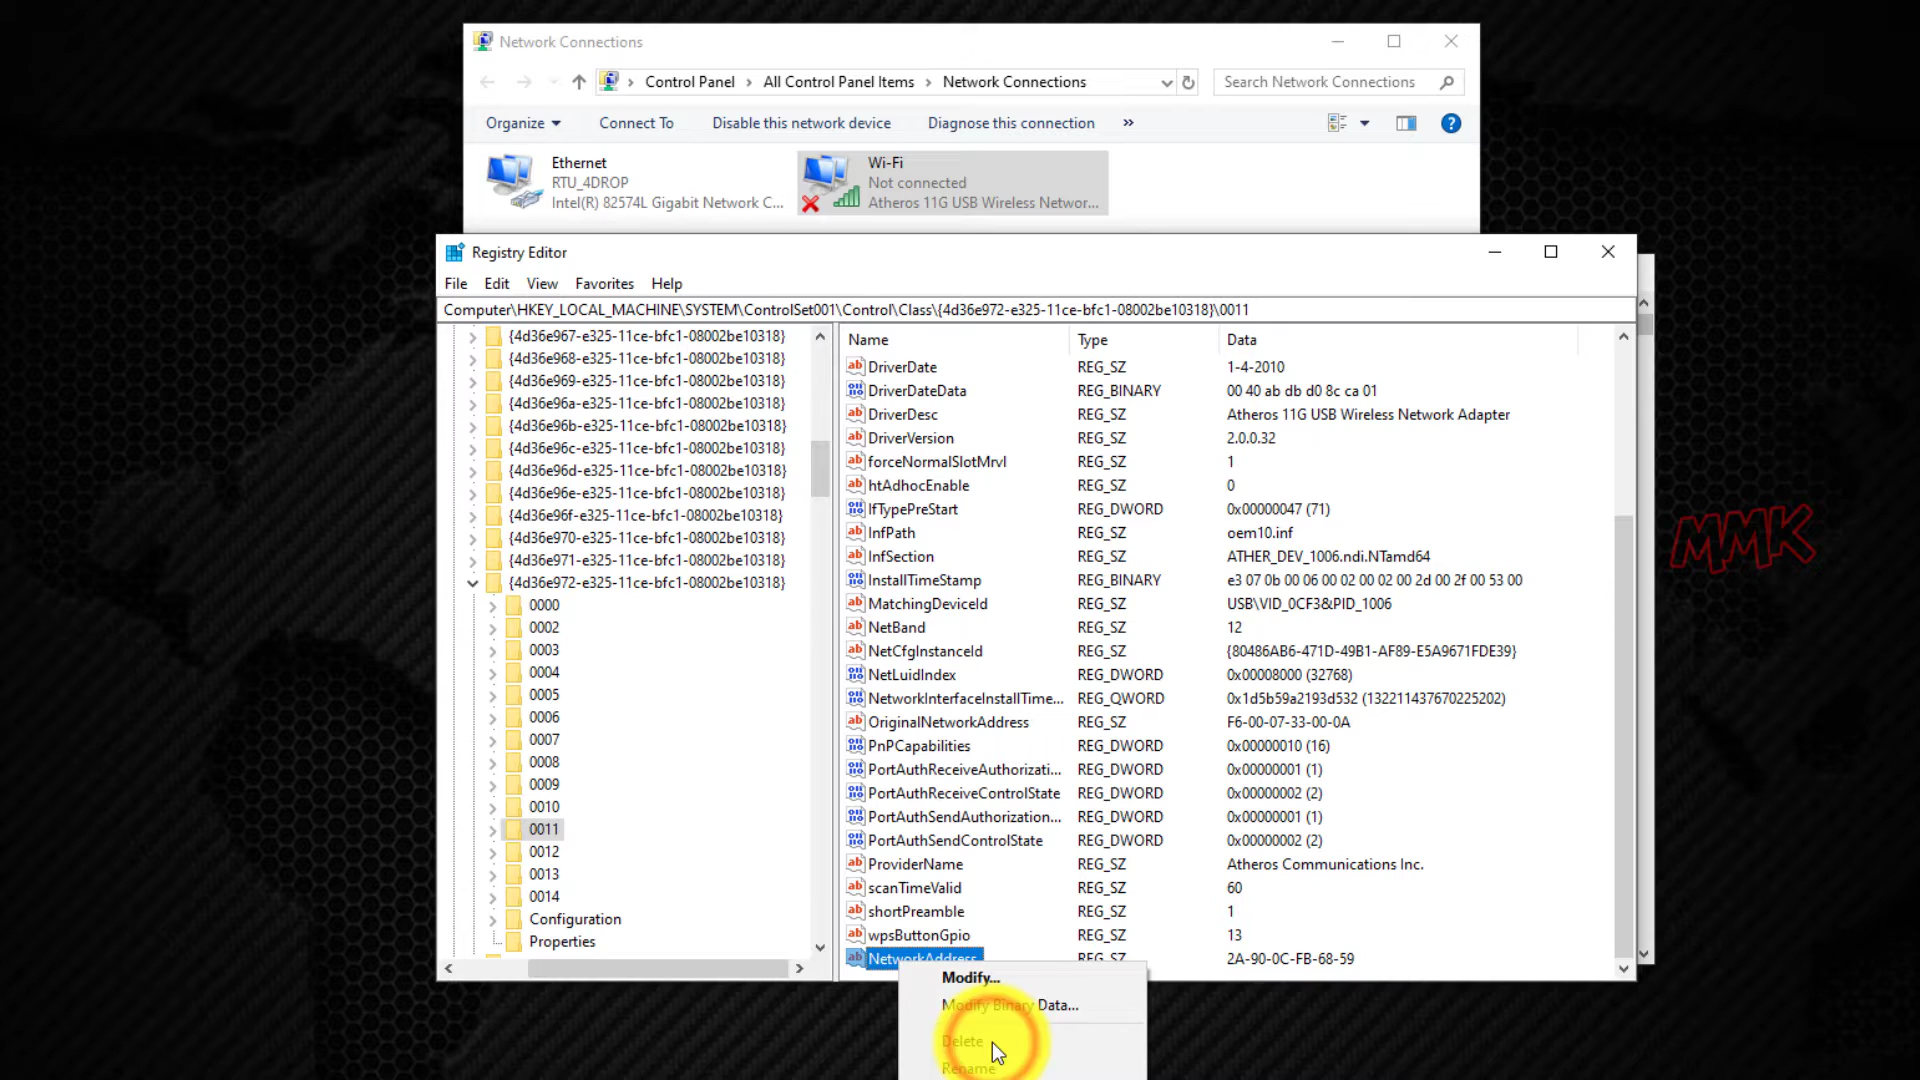 Network Connections
Control Panel > All Control Panel Items > Network Connections
Search Network Connections
Organize Connect To Disable this network device Diagnose this connection »
Ethernet
RTU_4DROP
Intel(R) 82574L Gigabit Network C...
Wi-Fi
Not connected
Atheros 11G USB Wireless Networ...
Registry Editor
File Edit View Favorites Help
Computer\HKEY_LOCAL_MACHINE\SYSTEM\ControlSet001\Control\Class\{4d36e972-e325-11ce-bfc1-08002be10318}\0011
{4d36e967-e325-11ce-bfc1-08002be10318}
{4d36e968-e325-11ce-bfc1-08002be10318}
{4d36e969-e325-11ce-bfc1-08002be10318}
{4d36e96a-e325-11ce-bfc1-08002be10318}
{4d36e96b-e325-11ce-bfc1-08002be10318}
{4d36e96c-e325-11ce-bfc1-08002be10318}
{4d36e96d-e325-11ce-bfc1-08002be10318}
{4d36e96e-e325-11ce-bfc1-08002be10318}
{4d36e96f-e325-11ce-bfc1-08002be10318}
{4d36e970-e325-11ce-bfc1-08002be10318}
{4d36e971-e325-11ce-bfc1-08002be10318}
{4d36e972-e325-11ce-bfc1-08002be10318}
0000
0002
0003
0004
0005
0006
0007
0008
0009
0010
0011
0012
0013
0014
Configuration
Properties
Name Type Data
DriverDate REG_SZ 1-4-2010
DriverDateData REG_BINARY 00 40 ab db d0 8c ca 01
DriverDesc REG_SZ Atheros 11G USB Wireless Network Adapter
DriverVersion REG_SZ 2.0.0.32
forceNormalSlotMrvl REG_SZ 1
htAdhocEnable REG_SZ 0
IfTypePreStart REG_DWORD 0x00000047 (71)
InfPath REG_SZ oem10.inf
InfSection REG_SZ ATHER_DEV_1006.ndi.NTamd64
InstallTimeStamp REG_BINARY e3 07 0b 00 06 00 02 00 02 00 2d 00 2f 00 53 00
MatchingDeviceId REG_SZ USB\VID_0CF3&PID_1006
NetBand REG_SZ 12
NetCfgInstanceId REG_SZ {80486AB6-471D-49B1-AF89-E5A9671FDE39}
NetLuidIndex REG_DWORD 0x00008000 (32768)
NetworkInterfaceInstallTime... REG_QWORD 0x1d5b59a2193d532 (132211437670225202)
OriginalNetworkAddress REG_SZ F6-00-07-33-00-0A
PnPCapabilities REG_DWORD 0x00000010 (16)
PortAuthReceiveAuthorizati... REG_DWORD 0x00000001 (1)
PortAuthReceiveControlState REG_DWORD 0x00000002 (2)
PortAuthSendAuthorization... REG_DWORD 0x00000001 (1)
PortAuthSendControlState REG_DWORD 0x00000002 (2)
ProviderName REG_SZ Atheros Communications Inc.
scanTimeValid REG_SZ 60
shortPreamble REG_SZ 1
wpsButtonGpio REG_SZ 13
NetworkAddress REG_SZ 2A-90-0C-FB-68-59
Modify...
Modify Binary Data...
Delete
Rename
MMK